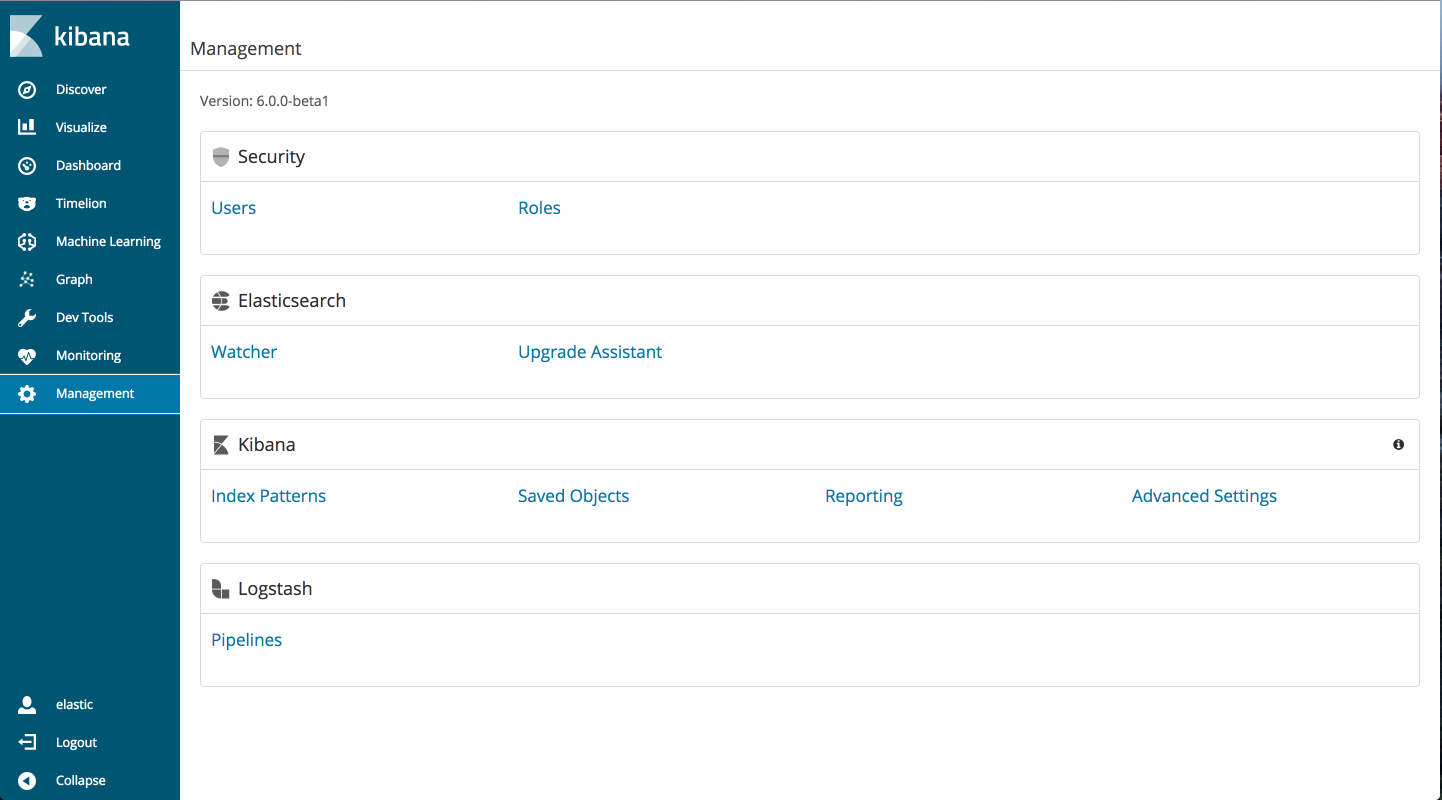 kibana
Discover
Visualize
Dashboard
Timelion
Machine Learning
Graph
Dev Tools
Monitoring
Management
elastic
Logout
Collapse
Management
Version: 6.0.0-beta1
Security
Users Roles
Elasticsearch
Watcher Upgrade Assistant
Kibana
Index Patterns Saved Objects Reporting Advanced Settings
Logstash
Pipelines